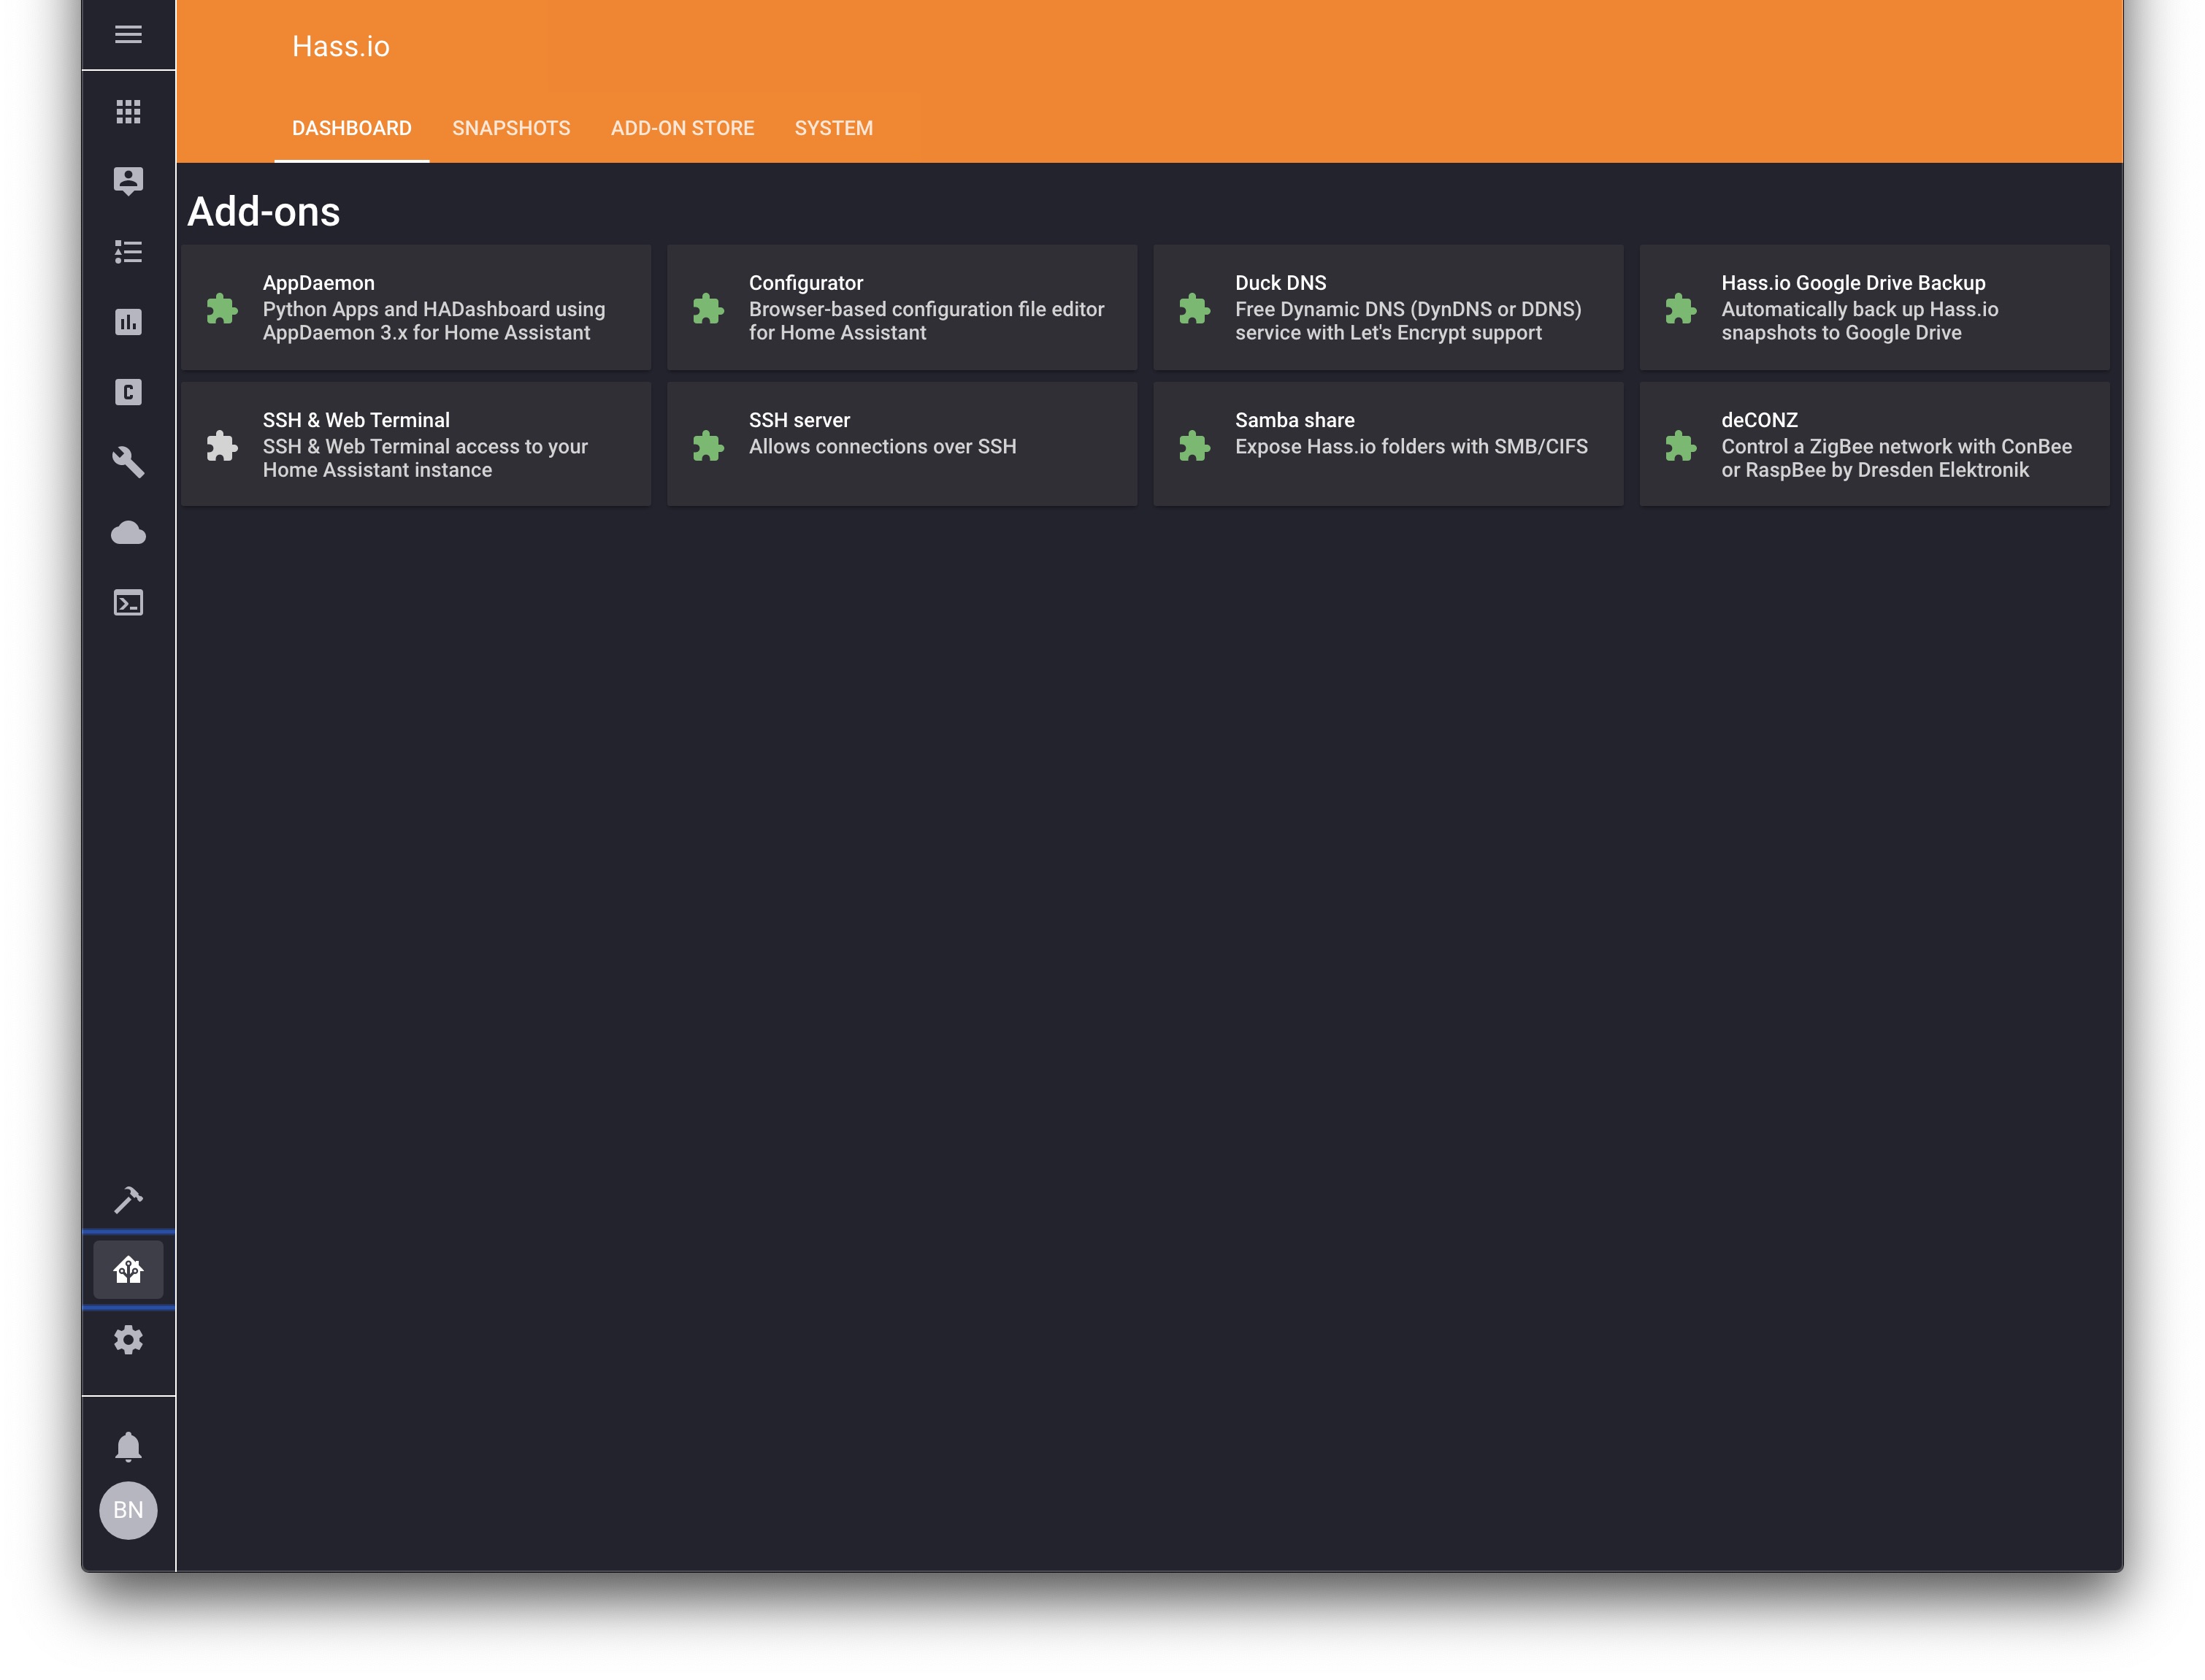 Hass.io
DASHBOARD
SNAPSHOTS
ADD-ON STORE
SYSTEM
Add-ons
AppDaemon
Python Apps and HADashboard using
AppDaemon 3.x for Home Assistant
Configurator
Browser-based configuration file editor
for Home Assistant
Duck DNS
Free Dynamic DNS (DynDNS or DDNS)
service with Let's Encrypt support
Hass.io Google Drive Backup
Automatically back up Hass.io
snapshots to Google Drive
SSH & Web Terminal
SSH & Web Terminal access to your
Home Assistant instance
SSH server
Allows connections over SSH
Samba share
Expose Hass.io folders with SMB/CIFS
deCONZ
Control a ZigBee network with ConBee
or RaspBee by Dresden Elektronik
C
BN